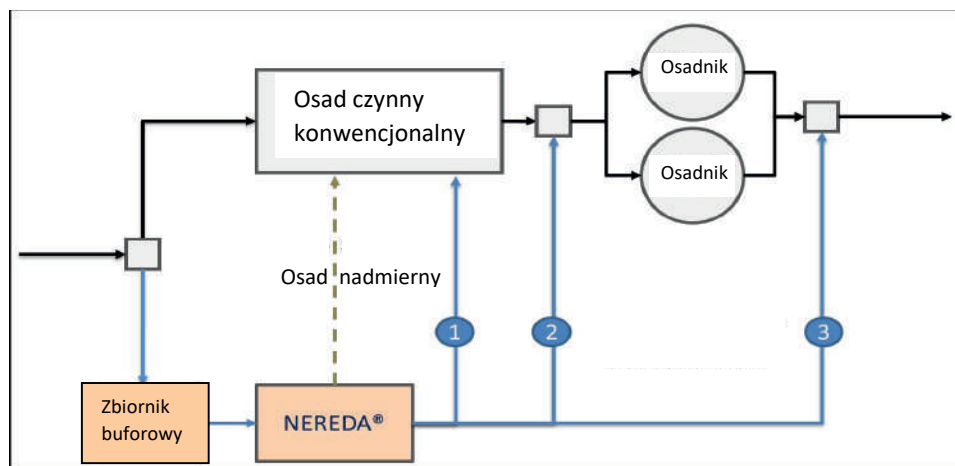 Osadnik
Osad czynny
konwencjonalny
Osadnik
Osad nadmierny
1
2
3
Zbiornik
buforowy
NEREDA®